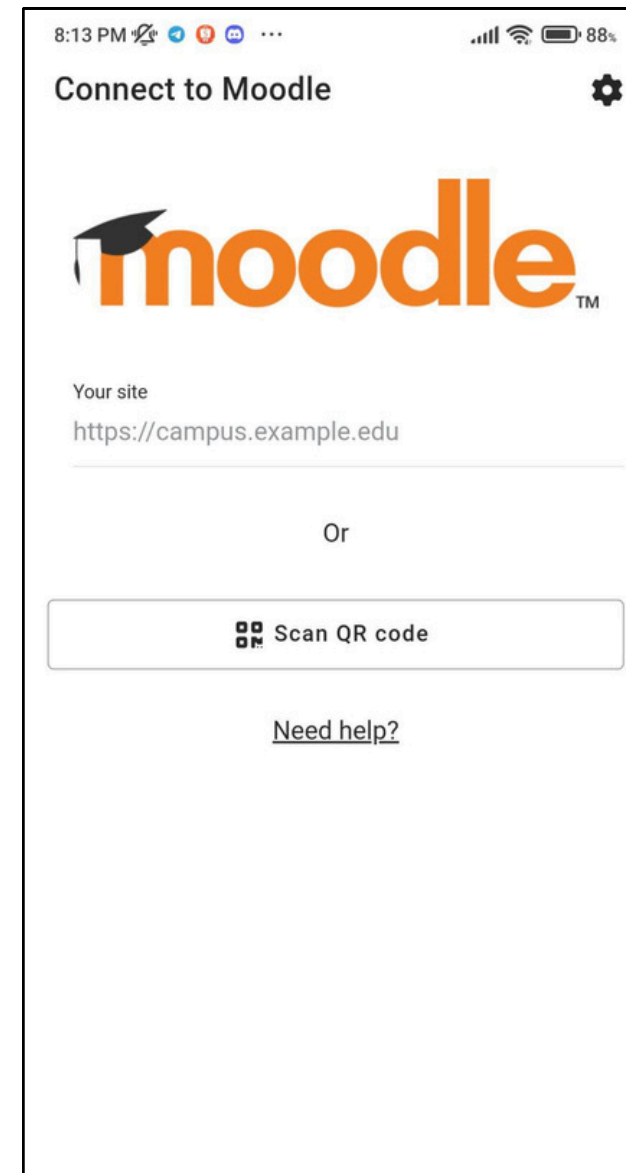 8:13 PM ... 88%
Connect to Moodle
moodle TM
Your site
https://campus.example.edu
Or
Scan QR code
Need help?